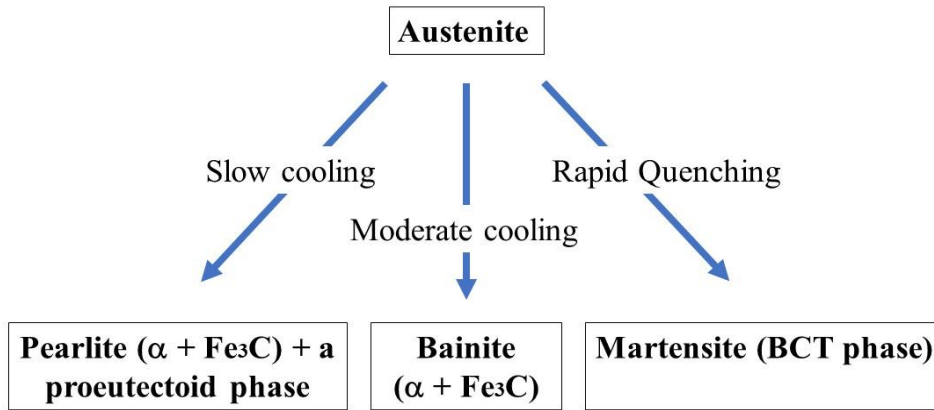 Austenite
Slow cooling
Rapid Quenching
Moderate cooling
Pearlite (α + Fe₃C) + a
proeutectoid phase
Bainite
(α + Fe₃C)
Martensite (BCT phase)